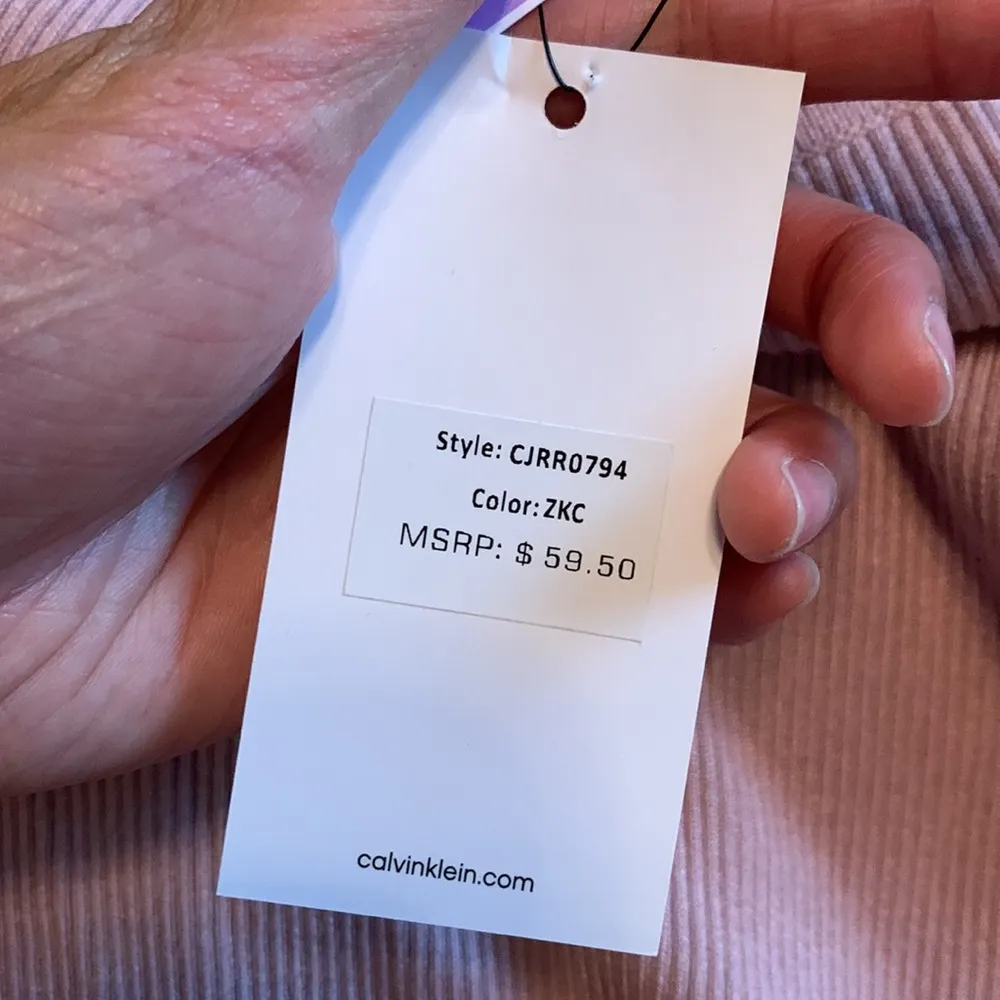 Style: CJRR0794
Color: ZKC
MSRP: $ 59.50
calvinklein.com